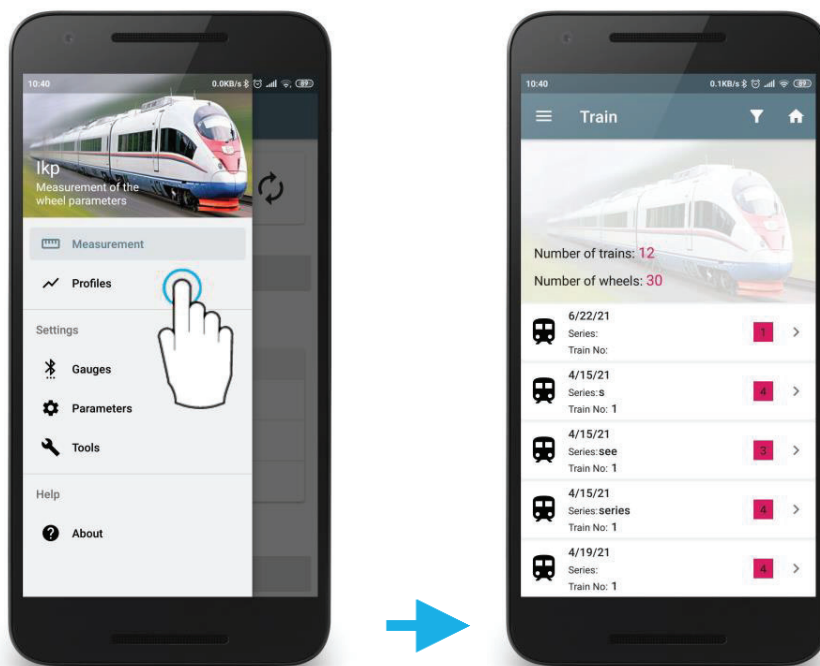 10:40
0.0KB/s
89
Ikp
Measurement of the
wheel parameters
Measurement
Profiles
Settings
Gauges
Parameters
Tools
Help
About
10:40
0.1KB/s
89
Train
Number of trains: 12
Number of wheels: 30
6/22/21
Series:
Train No:
1
4/15/21
Series:s
Train No: 1
4
4/15/21
Series:see
Train No: 1
3
4/15/21
Series:series
Train No: 1
4
4/19/21
Series:
Train No: 1
4